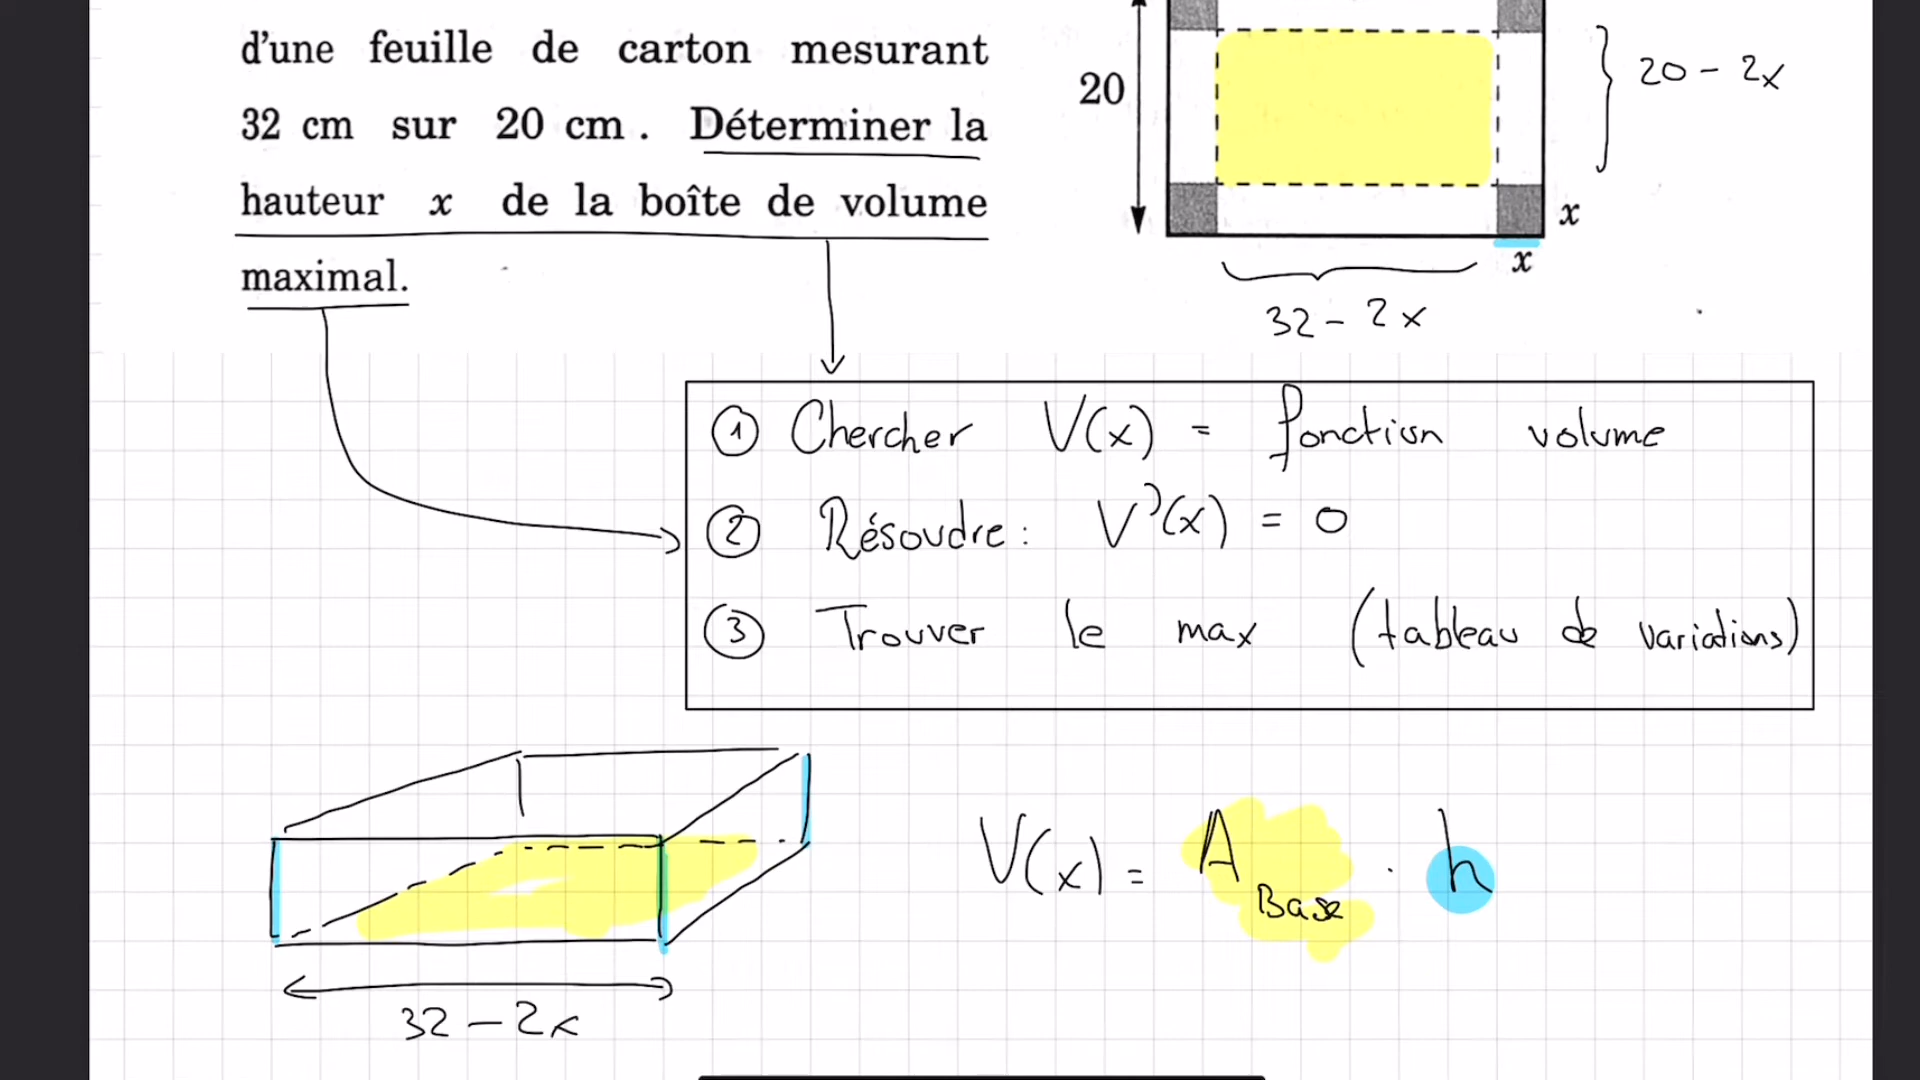 d'une feuille de carton mesurant
32 cm sur 20 cm. Déterminer la
hauteur x de la boîte de volume
maximal.
20
20 - 2x
x
x
32 - 2x
① Chercher V(x) = fonction volume
② Résoudre: V'(x) = 0
③ Trouver le max (tableau de variations)
V(x) = A Base · h
32 - 2x